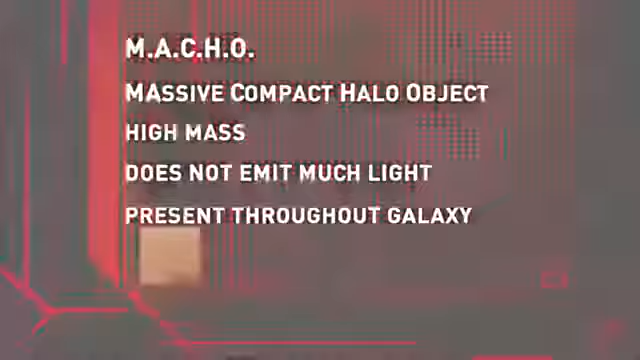 M.A.C.H.O.
MASSIVE COMPACT HALO OBJECT
HIGH MASS
DOES NOT EMIT MUCH LIGHT
PRESENT THROUGHOUT GALAXY